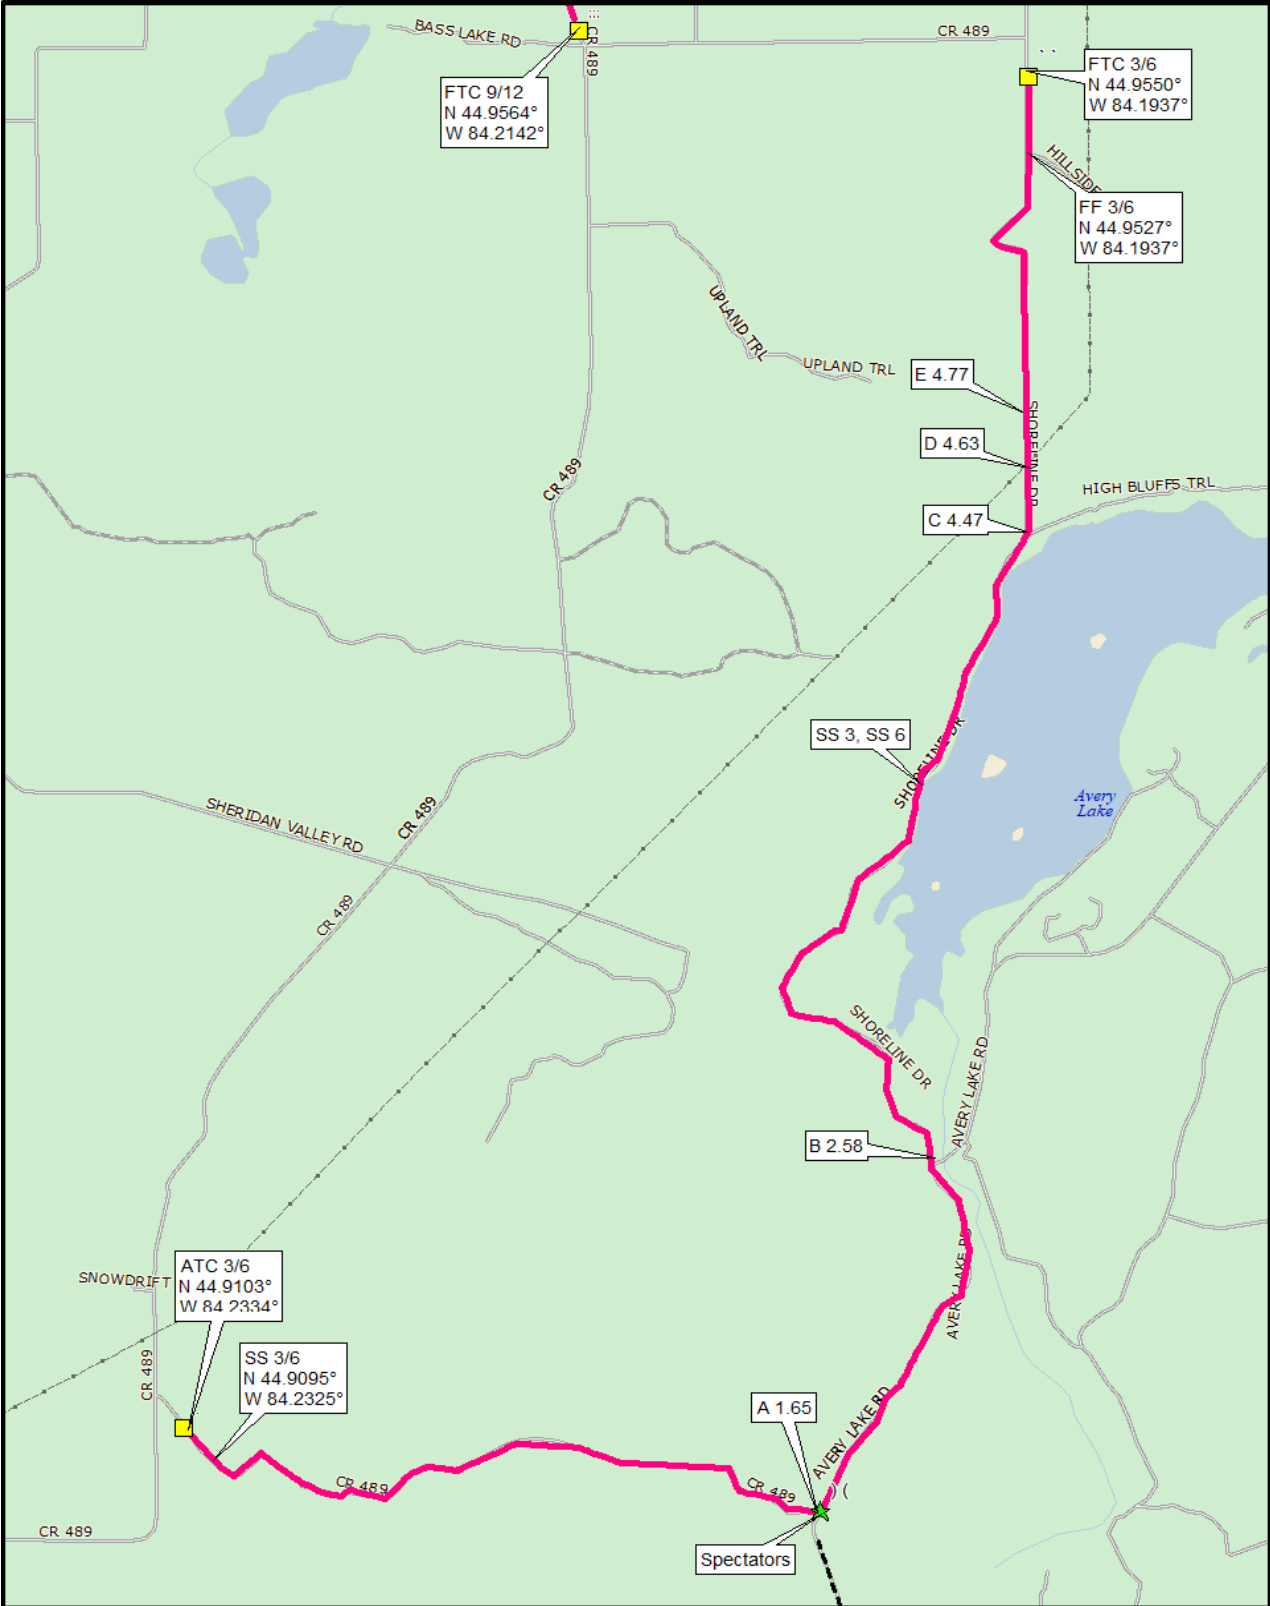 BASS LAKE RD
CR 489
CR 489
FTC 9/12
N 44.9564°
W 84.2142°
FTC 3/6
N 44.9550°
W 84.1937°
HILLSIDE
FF 3/6
N 44.9527°
W 84.1937°
UPLAND TRL
UPLAND TRL
E 4.77
SHORELINE DR
D 4.63
CR 489
HIGH BLUFFS TRL
C 4.47
SS 3, SS 6
SHORELINE DR
Avery
Lake
SHERIDAN VALLEY RD
CR 489
CR 489
SHORELINE DR
AVERY LAKE RD
B 2.58
AVERY LAKE RD
SNOWDRIFT
ATC 3/6
N 44.9103°
W 84.2334°
CR 489
SS 3/6
N 44.9095°
W 84.2325°
A 1.65
AVERY LAKE RD
) (
CR 489
CR 489
CR 489
Spectators